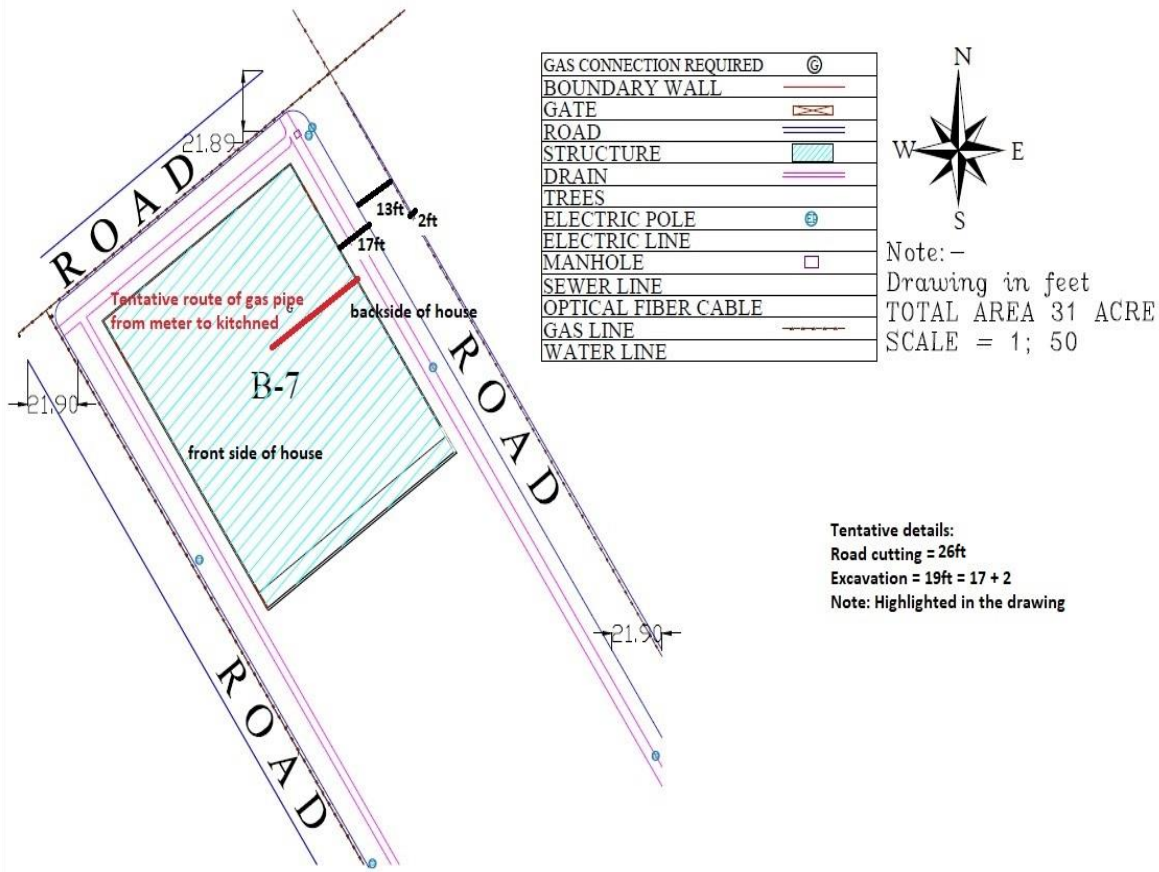 GAS CONNECTION REQUIRED G
BOUNDARY WALL
GATE
ROAD
STRUCTURE
DRAIN
TREES
ELECTRIC POLE
ELECTRIC LINE
MANHOLE
SEWER LINE
OPTICAL FIBER CABLE
GAS LINE
WATER LINE
N
W E
S
Note:-
Drawing in feet
TOTAL AREA 31 ACRE
SCALE = 1; 50
21.89
ROAD
13ft
2ft
17ft
Tentative route of gas pipe
from meter to kitchned
G
backside of house
B-7
21.90
front side of house
ROAD
ROAD
21.90
Tentative details:
Road cutting = 26ft
Excavation = 19ft = 17 + 2
Note: Highlighted in the drawing